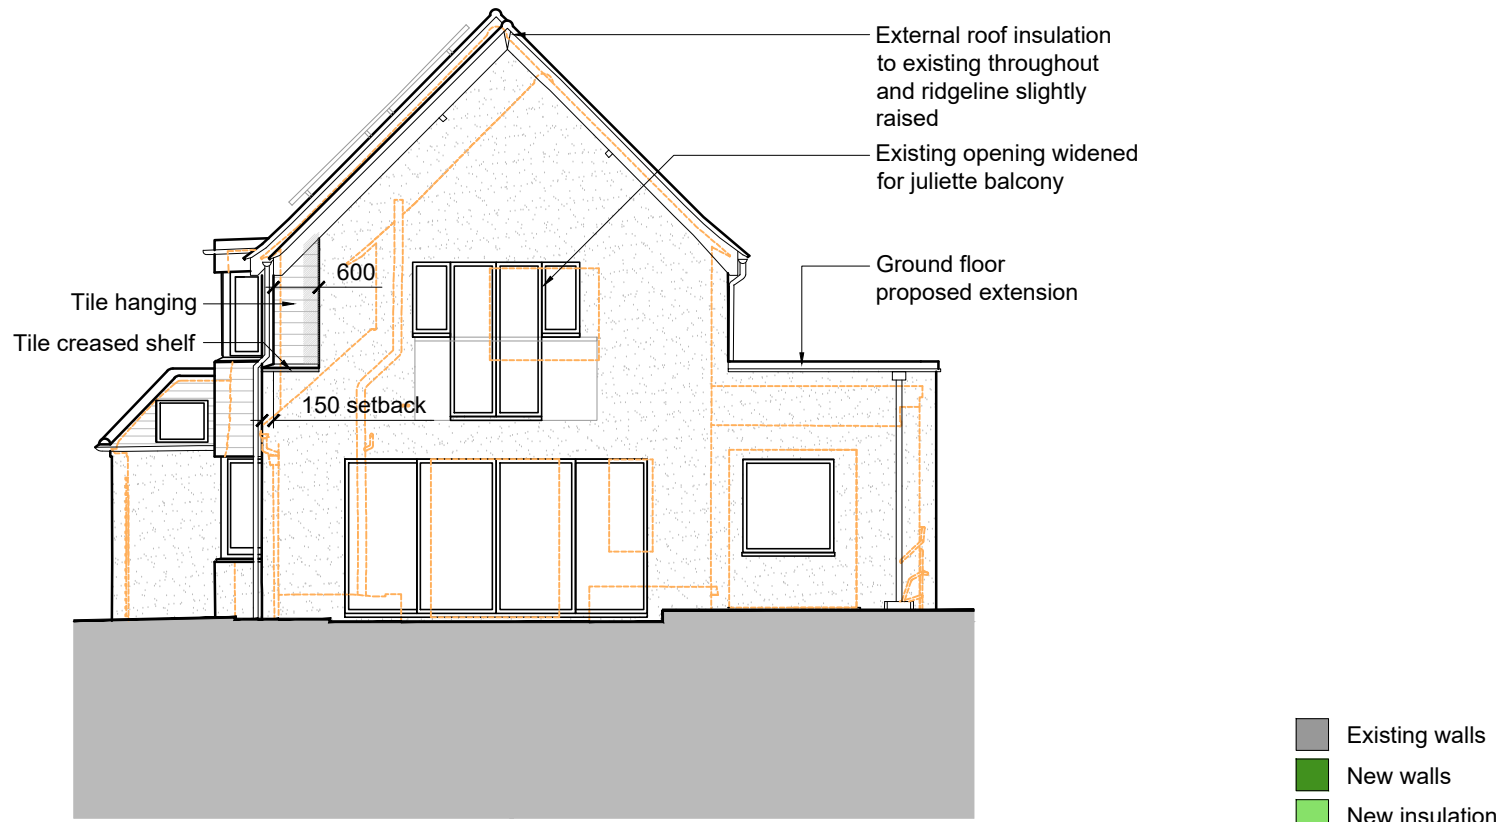 External roof insulation
to existing throughout
and ridgeline slightly
raised
Existing opening widened
for juliette balcony
Ground floor
proposed extension
600
Tile hanging
Tile creased shelf
150 setback
Existing walls
New walls
New insulation